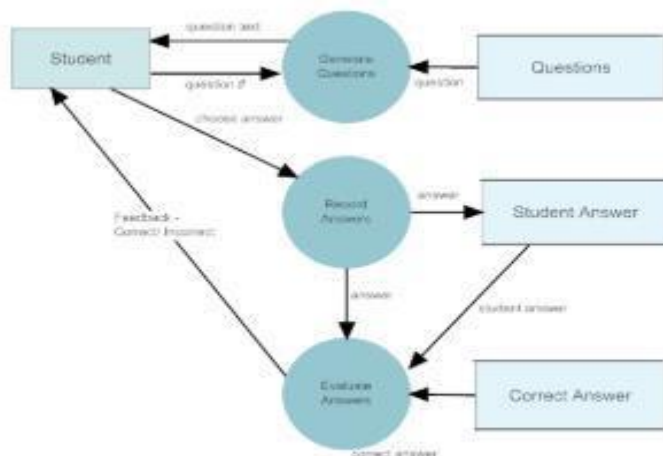 question text
Student
Generate
Questions
Questions
question #
question
choose answer
Record
Answers
answer
Student Answer
Feedback -
Correct/ Incorrect
answer
student answer
Evaluate
Answers
Correct Answer
correct answer